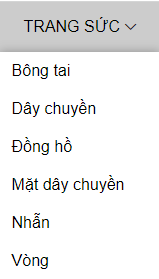 TRANG SỨC
Bông tai
Dây chuyền
Đồng hồ
Mặt dây chuyền
Nhẫn
Vòng